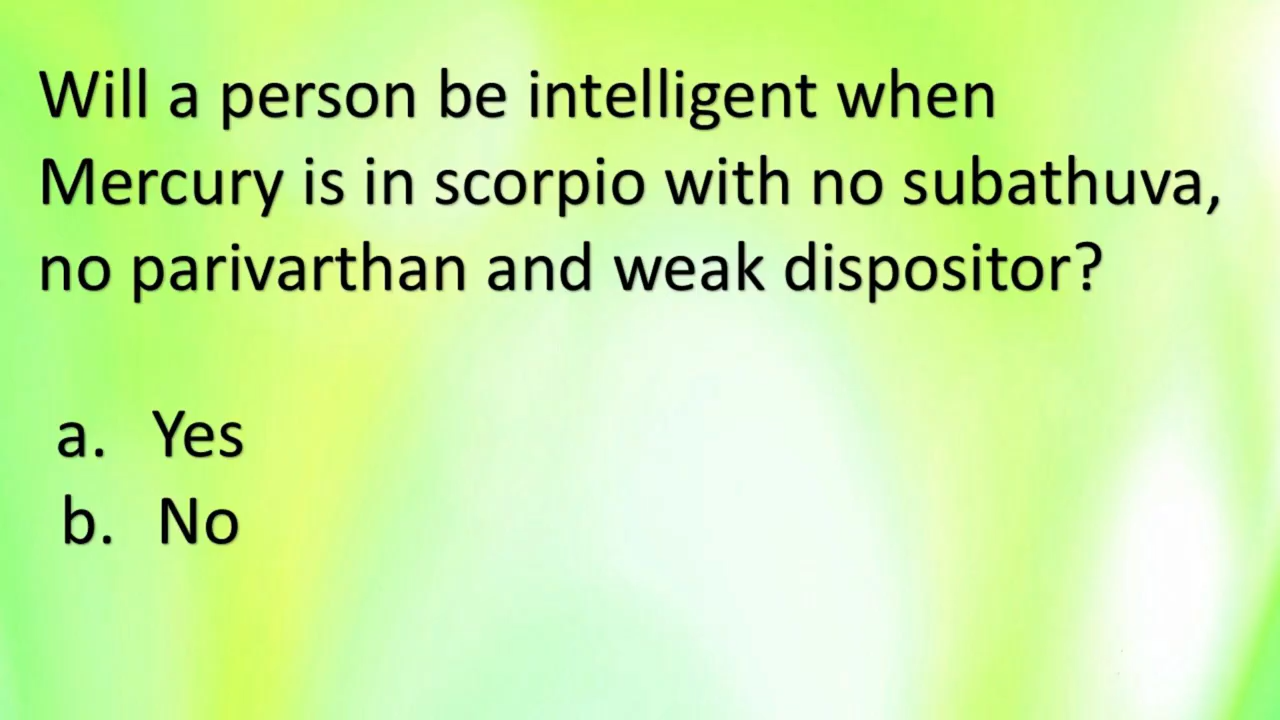 Will a person be intelligent when
Mercury is in scorpio with no subathuva,
no parivarthan and weak dispositor?
a. Yes
b. No